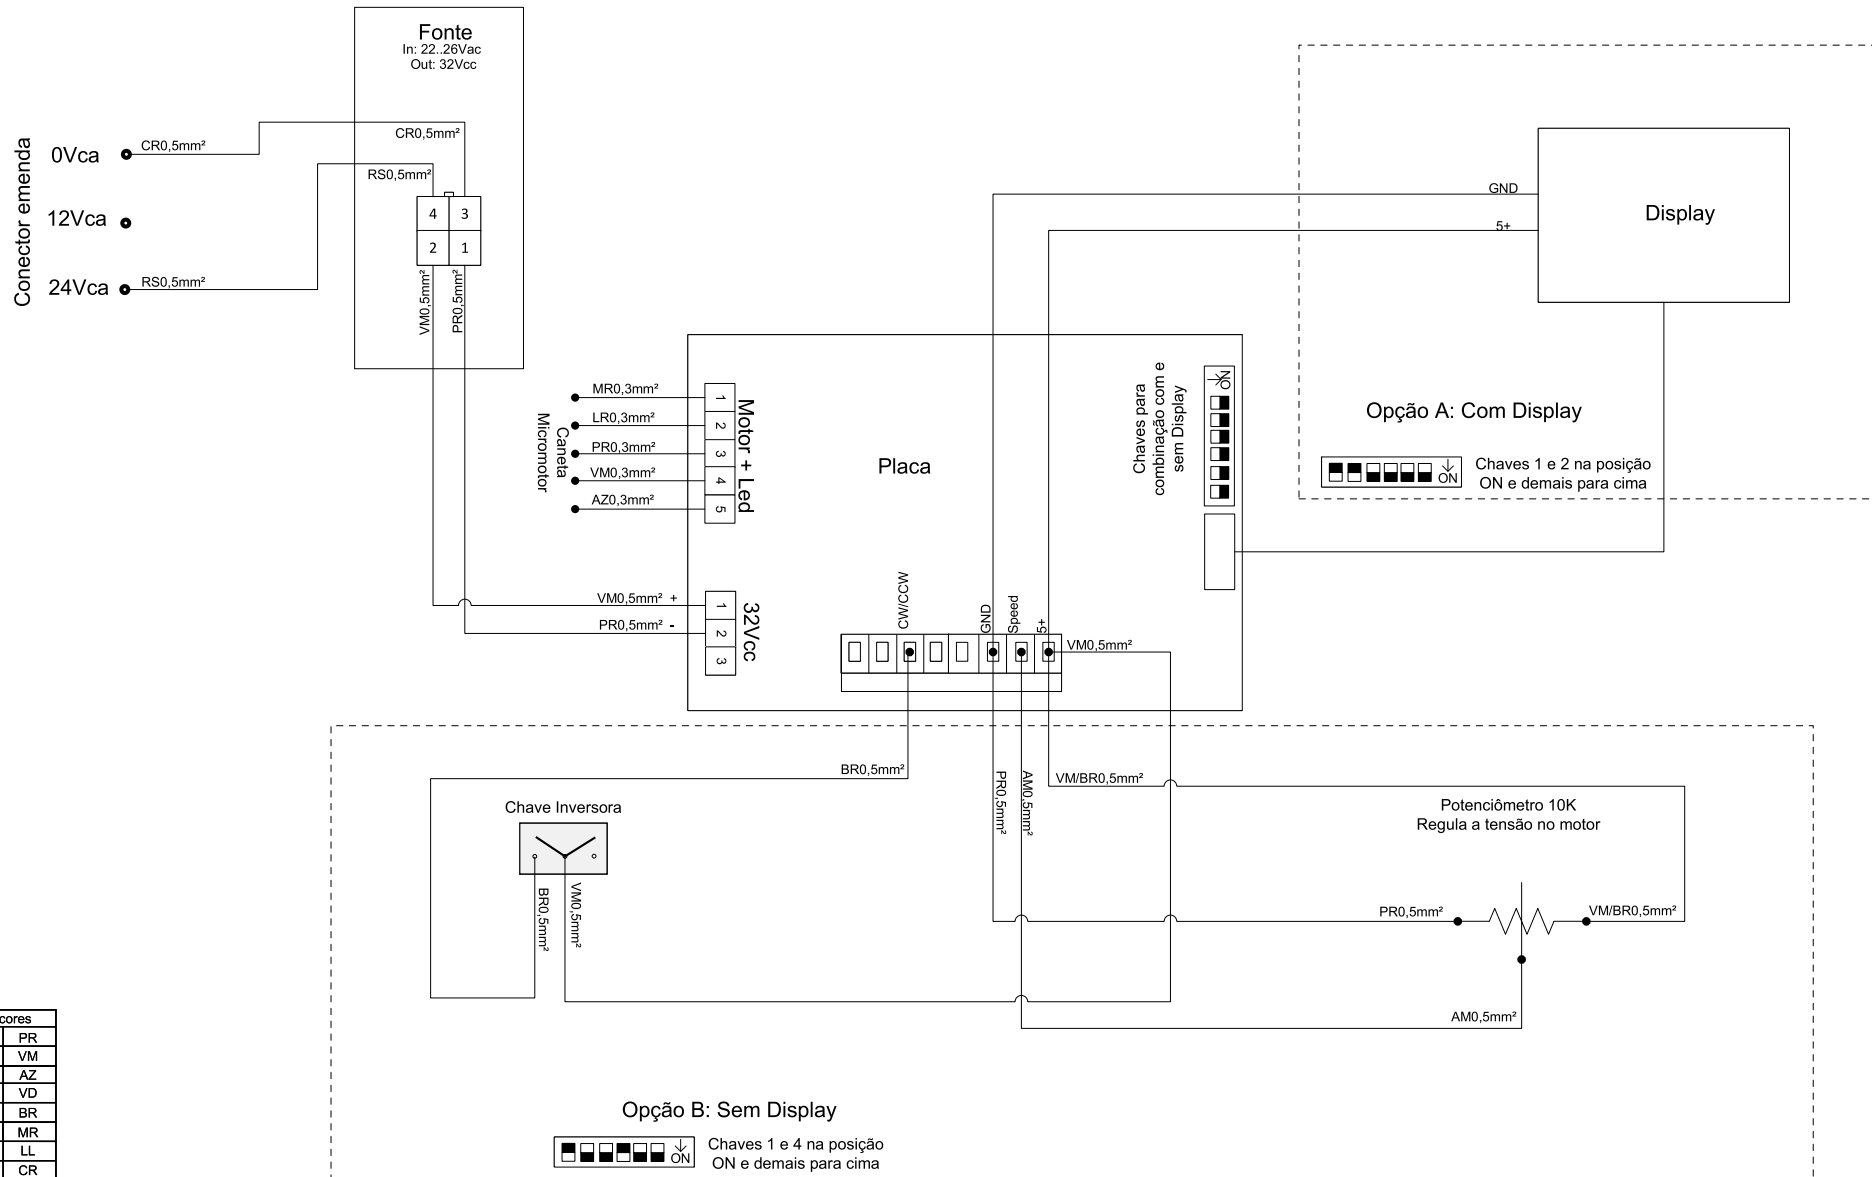 Fonte
In: 22..26Vac
Out: 32Vcc
Conector emenda
0Vca
CR0,5mm²
CR0,5mm²
RS0,5mm²
12Vca
24Vca
RS0,5mm²
4
3
2
1
VM0,5mm²
PR0,5mm²
GND
5+
Display
Opção A: Com Display
ON
Chaves 1 e 2 na posição
ON e demais para cima
Placa
Chaves para
combinação com e
sem Display
ON
Caneta
Micromotor
MR0,3mm²
LR0,3mm²
PR0,3mm²
VM0,3mm²
AZ0,3mm²
1
2
3
4
5
Motor + Led
VM0,5mm² +
PR0,5mm² -
1
2
3
32Vcc
CW/CCW
GND
Speed
5+
VM0,5mm²
BR0,5mm²
PR0,5mm²
AM0,5mm²
VM/BR0,5mm²
Chave Inversora
BR0,5mm²
VM0,5mm²
Potenciômetro 10K
Regula a tensão no motor
PR0,5mm²
VM/BR0,5mm²
AM0,5mm²
Opção B: Sem Display
ON
Chaves 1 e 4 na posição
ON e demais para cima
cores
PR
VM
AZ
VD
BR
MR
LL
CR